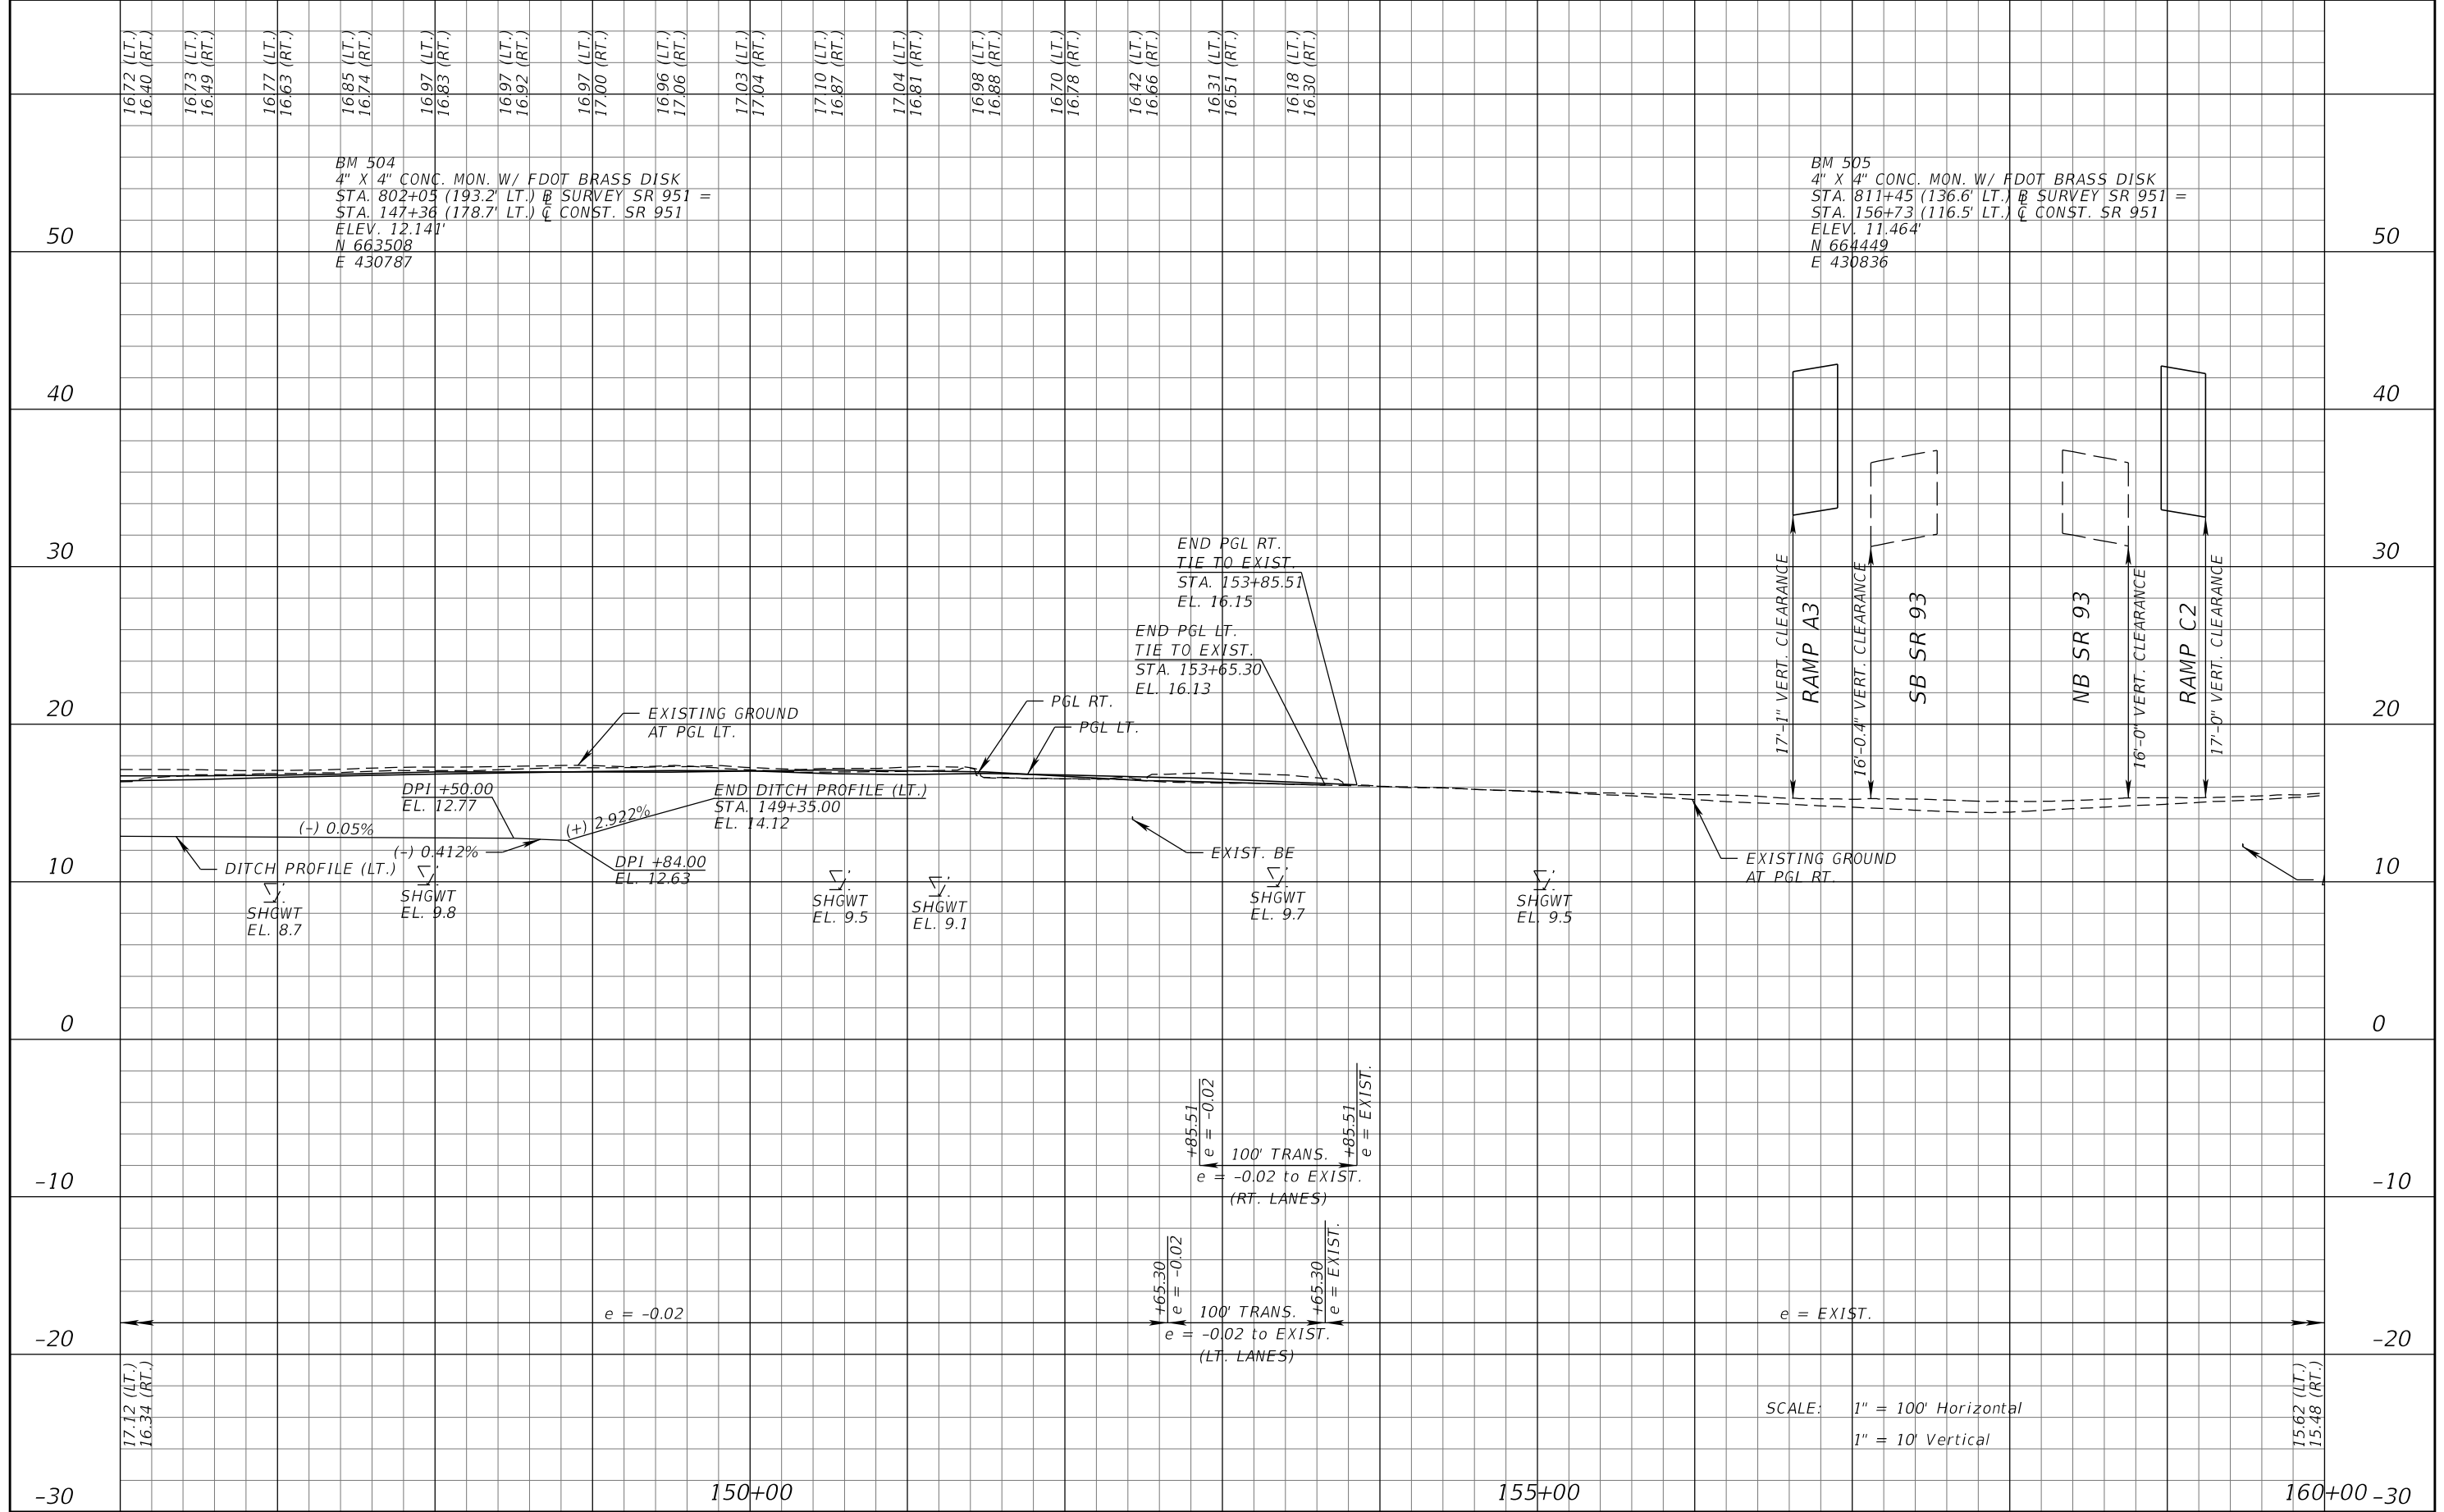 16.72 (LT.)
16.40 (RT.)
16.73 (LT.)
16.49 (RT.)
16.77 (LT.)
16.63 (RT.)
16.85 (LT.)
16.74 (RT.)
16.97 (LT.)
16.83 (RT.)
16.97 (LT.)
16.92 (RT.)
16.97 (LT.)
17.00 (RT.)
16.96 (LT.)
17.06 (RT.)
17.03 (LT.)
17.04 (RT.)
17.10 (LT.)
16.87 (RT.)
17.04 (LT.)
16.81 (RT.)
16.98 (LT.)
16.88 (RT.)
16.70 (LT.)
16.78 (RT.)
16.42 (LT.)
16.66 (RT.)
16.31 (LT.)
16.51 (RT.)
16.18 (LT.)
16.30 (RT.)
BM 504
4" X 4" CONC. MON. W/ FDOT BRASS DISK
STA. 802+05 (193.2' LT.) B SURVEY SR 951 =
STA. 147+36 (178.7' LT.) C CONST. SR 951
ELEV. 12.141'
N 663508
E 430787
BM 505
4" X 4" CONC. MON. W/ FDOT BRASS DISK
STA. 811+45 (136.6' LT.) B SURVEY SR 951 =
STA. 156+73 (116.5' LT.) C CONST. SR 951
ELEV. 11.464'
N 664449
E 430836
50
50
40
40
30
30
20
20
10
10
0
0
-10
-10
-20
-20
-30
-30
END PGL RT.
TIE TO EXIST.
STA. 153+85.51
EL. 16.15
END PGL LT.
TIE TO EXIST.
STA. 153+65.30
EL. 16.13
PGL RT.
PGL LT.
EXISTING GROUND
AT PGL LT.
DPI +50.00
EL. 12.77
END DITCH PROFILE (LT.)
STA. 149+35.00
EL. 14.12
(-) 0.05%
(+) 2.922%
(-) 0.412%
DITCH PROFILE (LT.)
DPI +84.00
EL. 12.63
EXIST. BE
EXISTING GROUND
AT PGL RT.
SHGWT
EL. 8.7
SHGWT
EL. 9.8
SHGWT
EL. 9.5
SHGWT
EL. 9.1
SHGWT
EL. 9.7
SHGWT
EL. 9.5
17'-1" VERT. CLEARANCE
RAMP A3
16'-0.4" VERT. CLEARANCE
SB SR 93
NB SR 93
16'-0" VERT. CLEARANCE
RAMP C2
17'-0" VERT. CLEARANCE
+85.51
e = -0.02
+85.51
e = EXIST.
100' TRANS.
e = -0.02 to EXIST.
(RT. LANES)
+65.30
e = -0.02
+65.30
e = EXIST.
100' TRANS.
e = -0.02 to EXIST.
(LT. LANES)
e = -0.02
e = EXIST.
17.12 (LT.)
16.34 (RT.)
15.62 (LT.)
15.48 (RT.)
SCALE: 1" = 100' Horizontal
1" = 10' Vertical
150+00
155+00
160+00